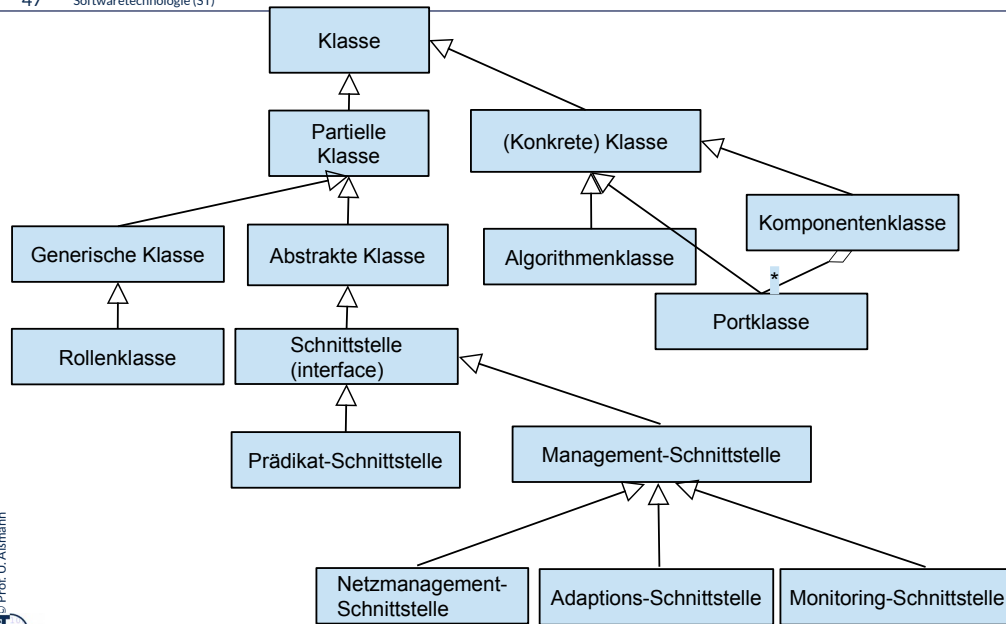 47 Softwaretechnologie (ST)
Klasse
Partielle
Klasse
(Konkrete) Klasse
Komponentenklasse
Generische Klasse
Abstrakte Klasse
Algorithmenklasse
*
Portklasse
Rollenklasse
Schnittstelle
(interface)
Prädikat-Schnittstelle
Management-Schnittstelle
Netzmanagement-
Schnittstelle
Adaptions-Schnittstelle
Monitoring-Schnittstelle
© Prof. U. Aßmann